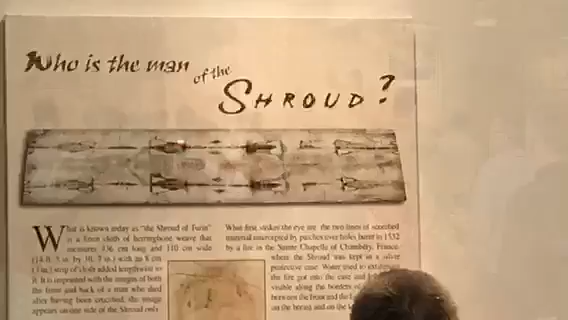 Who is the man of the
SHROUD?
What is known today as "the Shroud of Turin"
is a linen cloth of herringbone weave that
measures 436 cm long and 110 cm wide
(14 ft. 5 in. by 3 ft. 7 in.) with an 8 cm
(3 in.) strip of cloth added lengthwise to
it. It is imprinted with the images of both
the front and back of a man who died
after having been crucified. the image
appears on one side of the Shroud only
What first strikes the eye are the two lines of scorched
material intercepted by patches over holes burnt in 1532
by a fire in the Sainte Chapelle of Chambéry, France,
where the Shroud was kept in a silver
protective case. Water used to extinguish
the fire got into the case and
visible along the borders of
between the front and the
on the